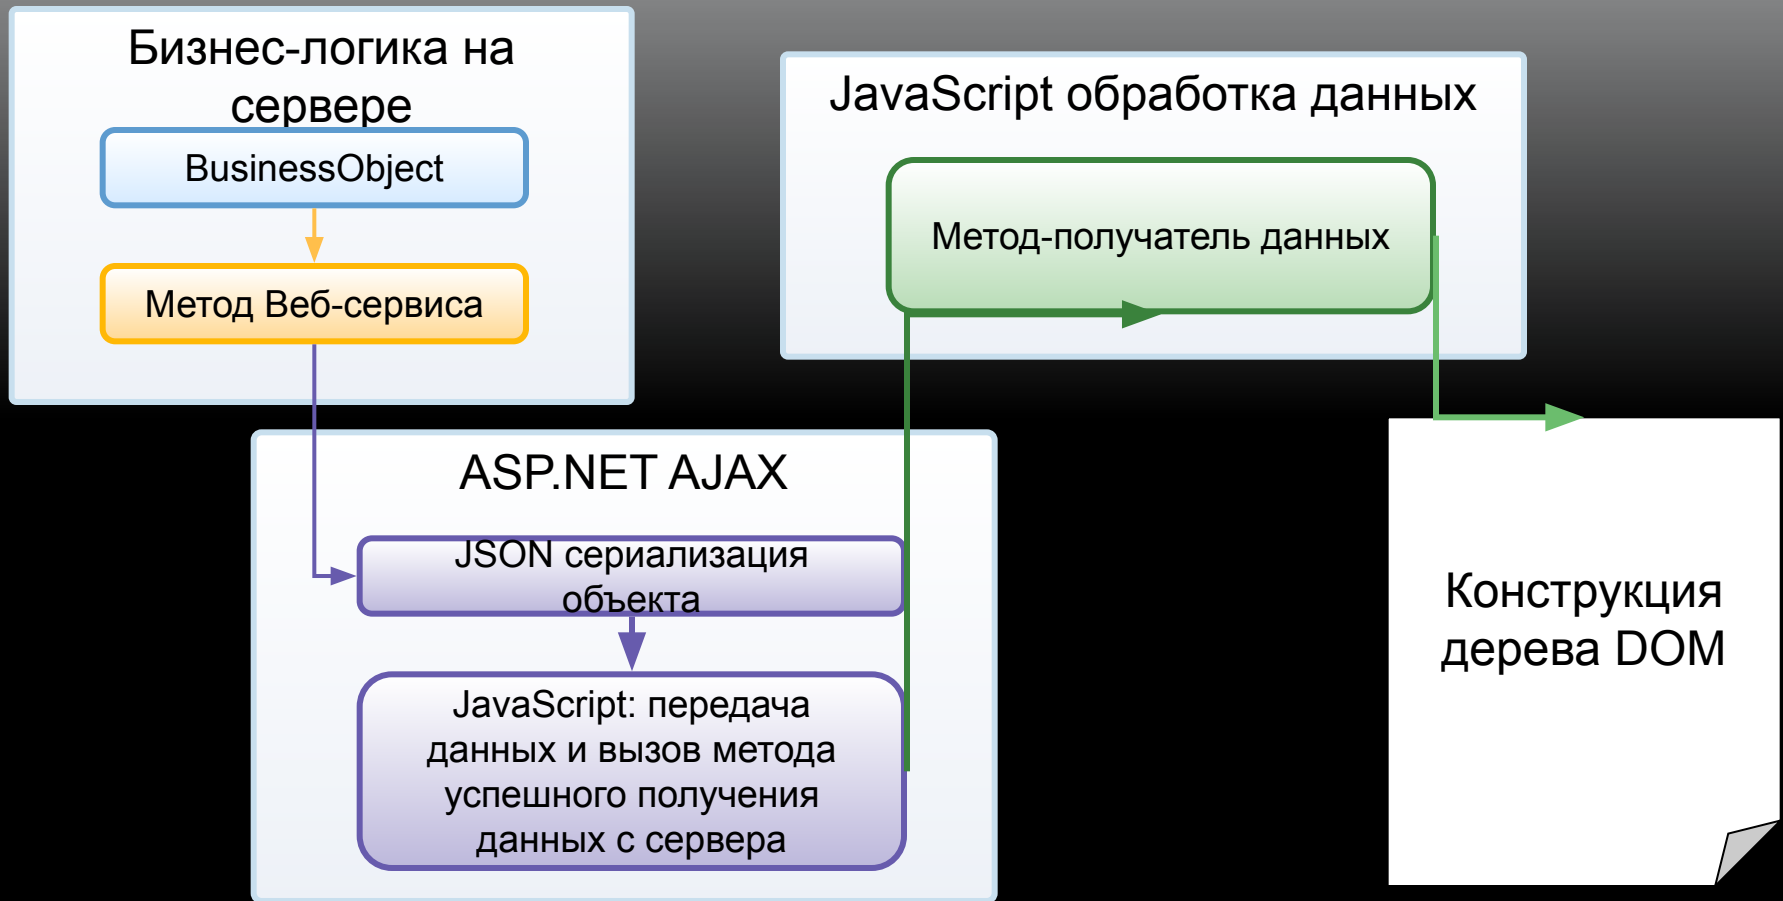 Бизнес-логика на
сервере
BusinessObject
Метод Веб-сервиса
JavaScript обработка данных
Метод-получатель данных
ASP.NET AJAX
JSON сериализация
объекта
JavaScript: передача
данных и вызов метода
успешного получения
данных с сервера
Конструкция
дерева DOM